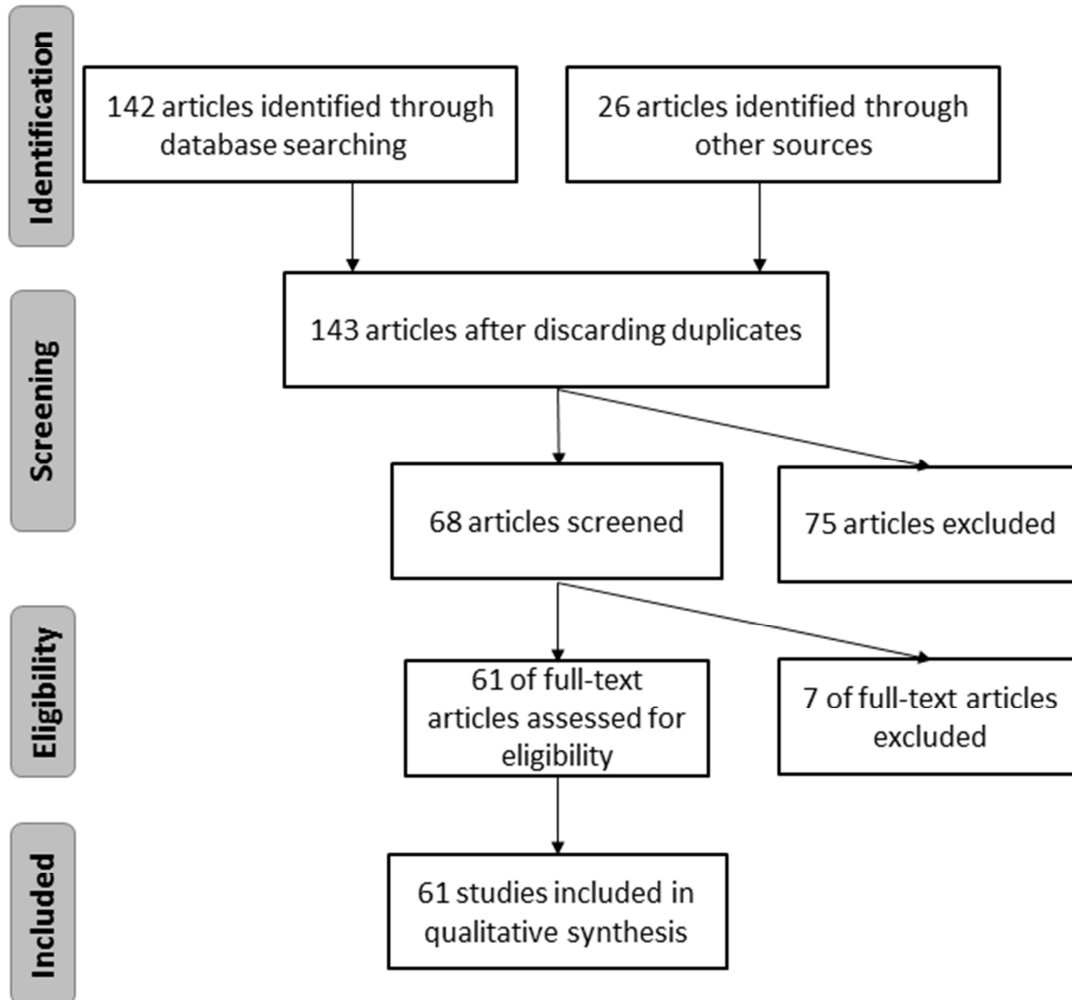 Identification
142 articles identified through
database searching
26 articles identified through
other sources
Screening
143 articles after discarding duplicates
68 articles screened
75 articles excluded
Eligibility
61 of full-text
articles assessed for
eligibility
7 of full-text articles
excluded
Included
61 studies included in
qualitative synthesis